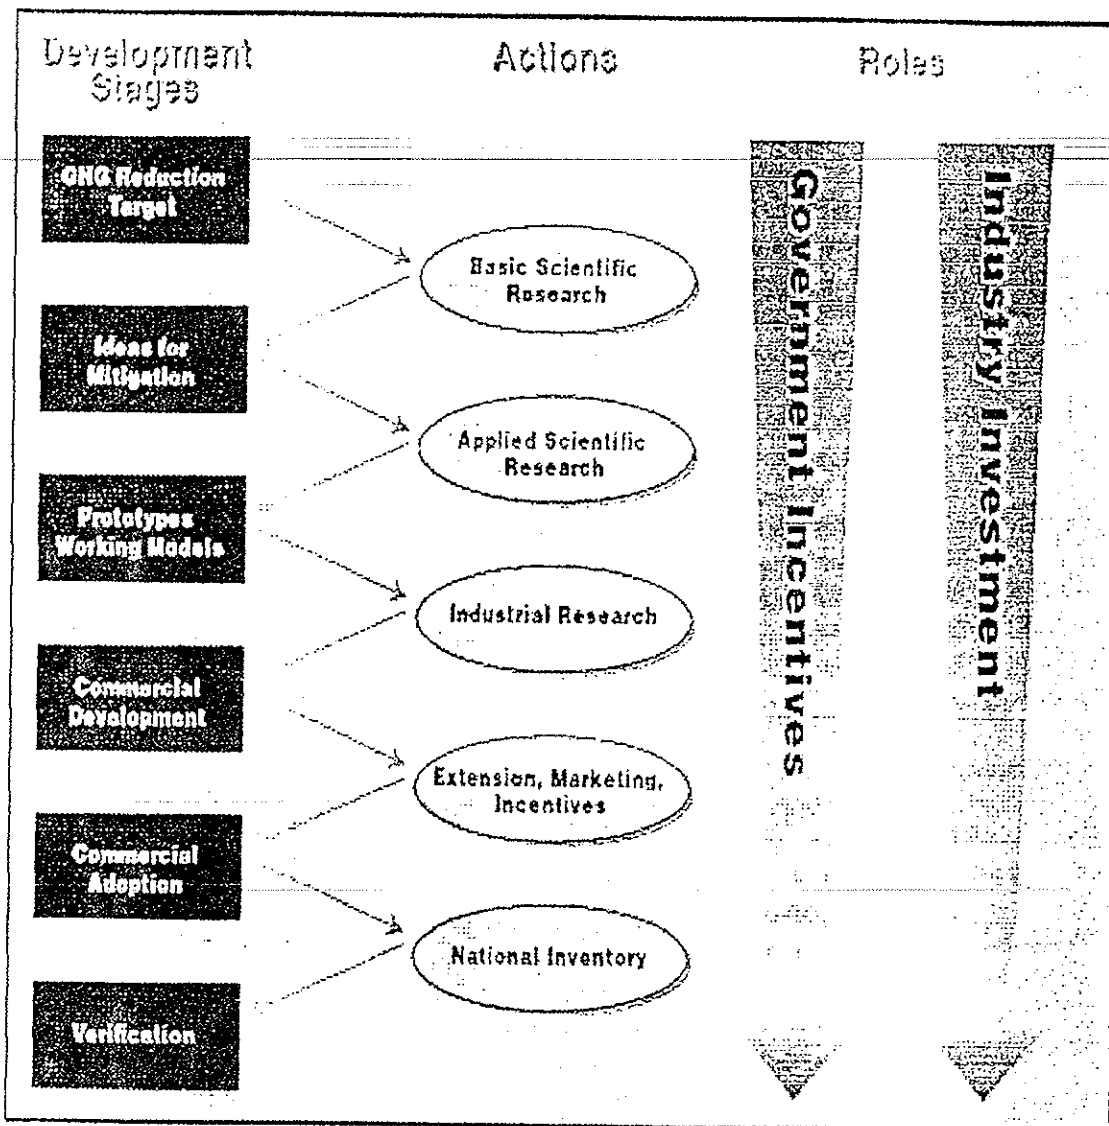 Development
Stages
Actions
Roles
GHG Reduction
Target
Basic Scientific
Research
Ideas for
Mitigation
Applied Scientific
Research
Prototypes
Working Models
Industrial Research
Commercial
Development
Extension, Marketing,
Incentives
Commercial
Adoption
National Inventory
Verification
Government Incentives
Industry Investment